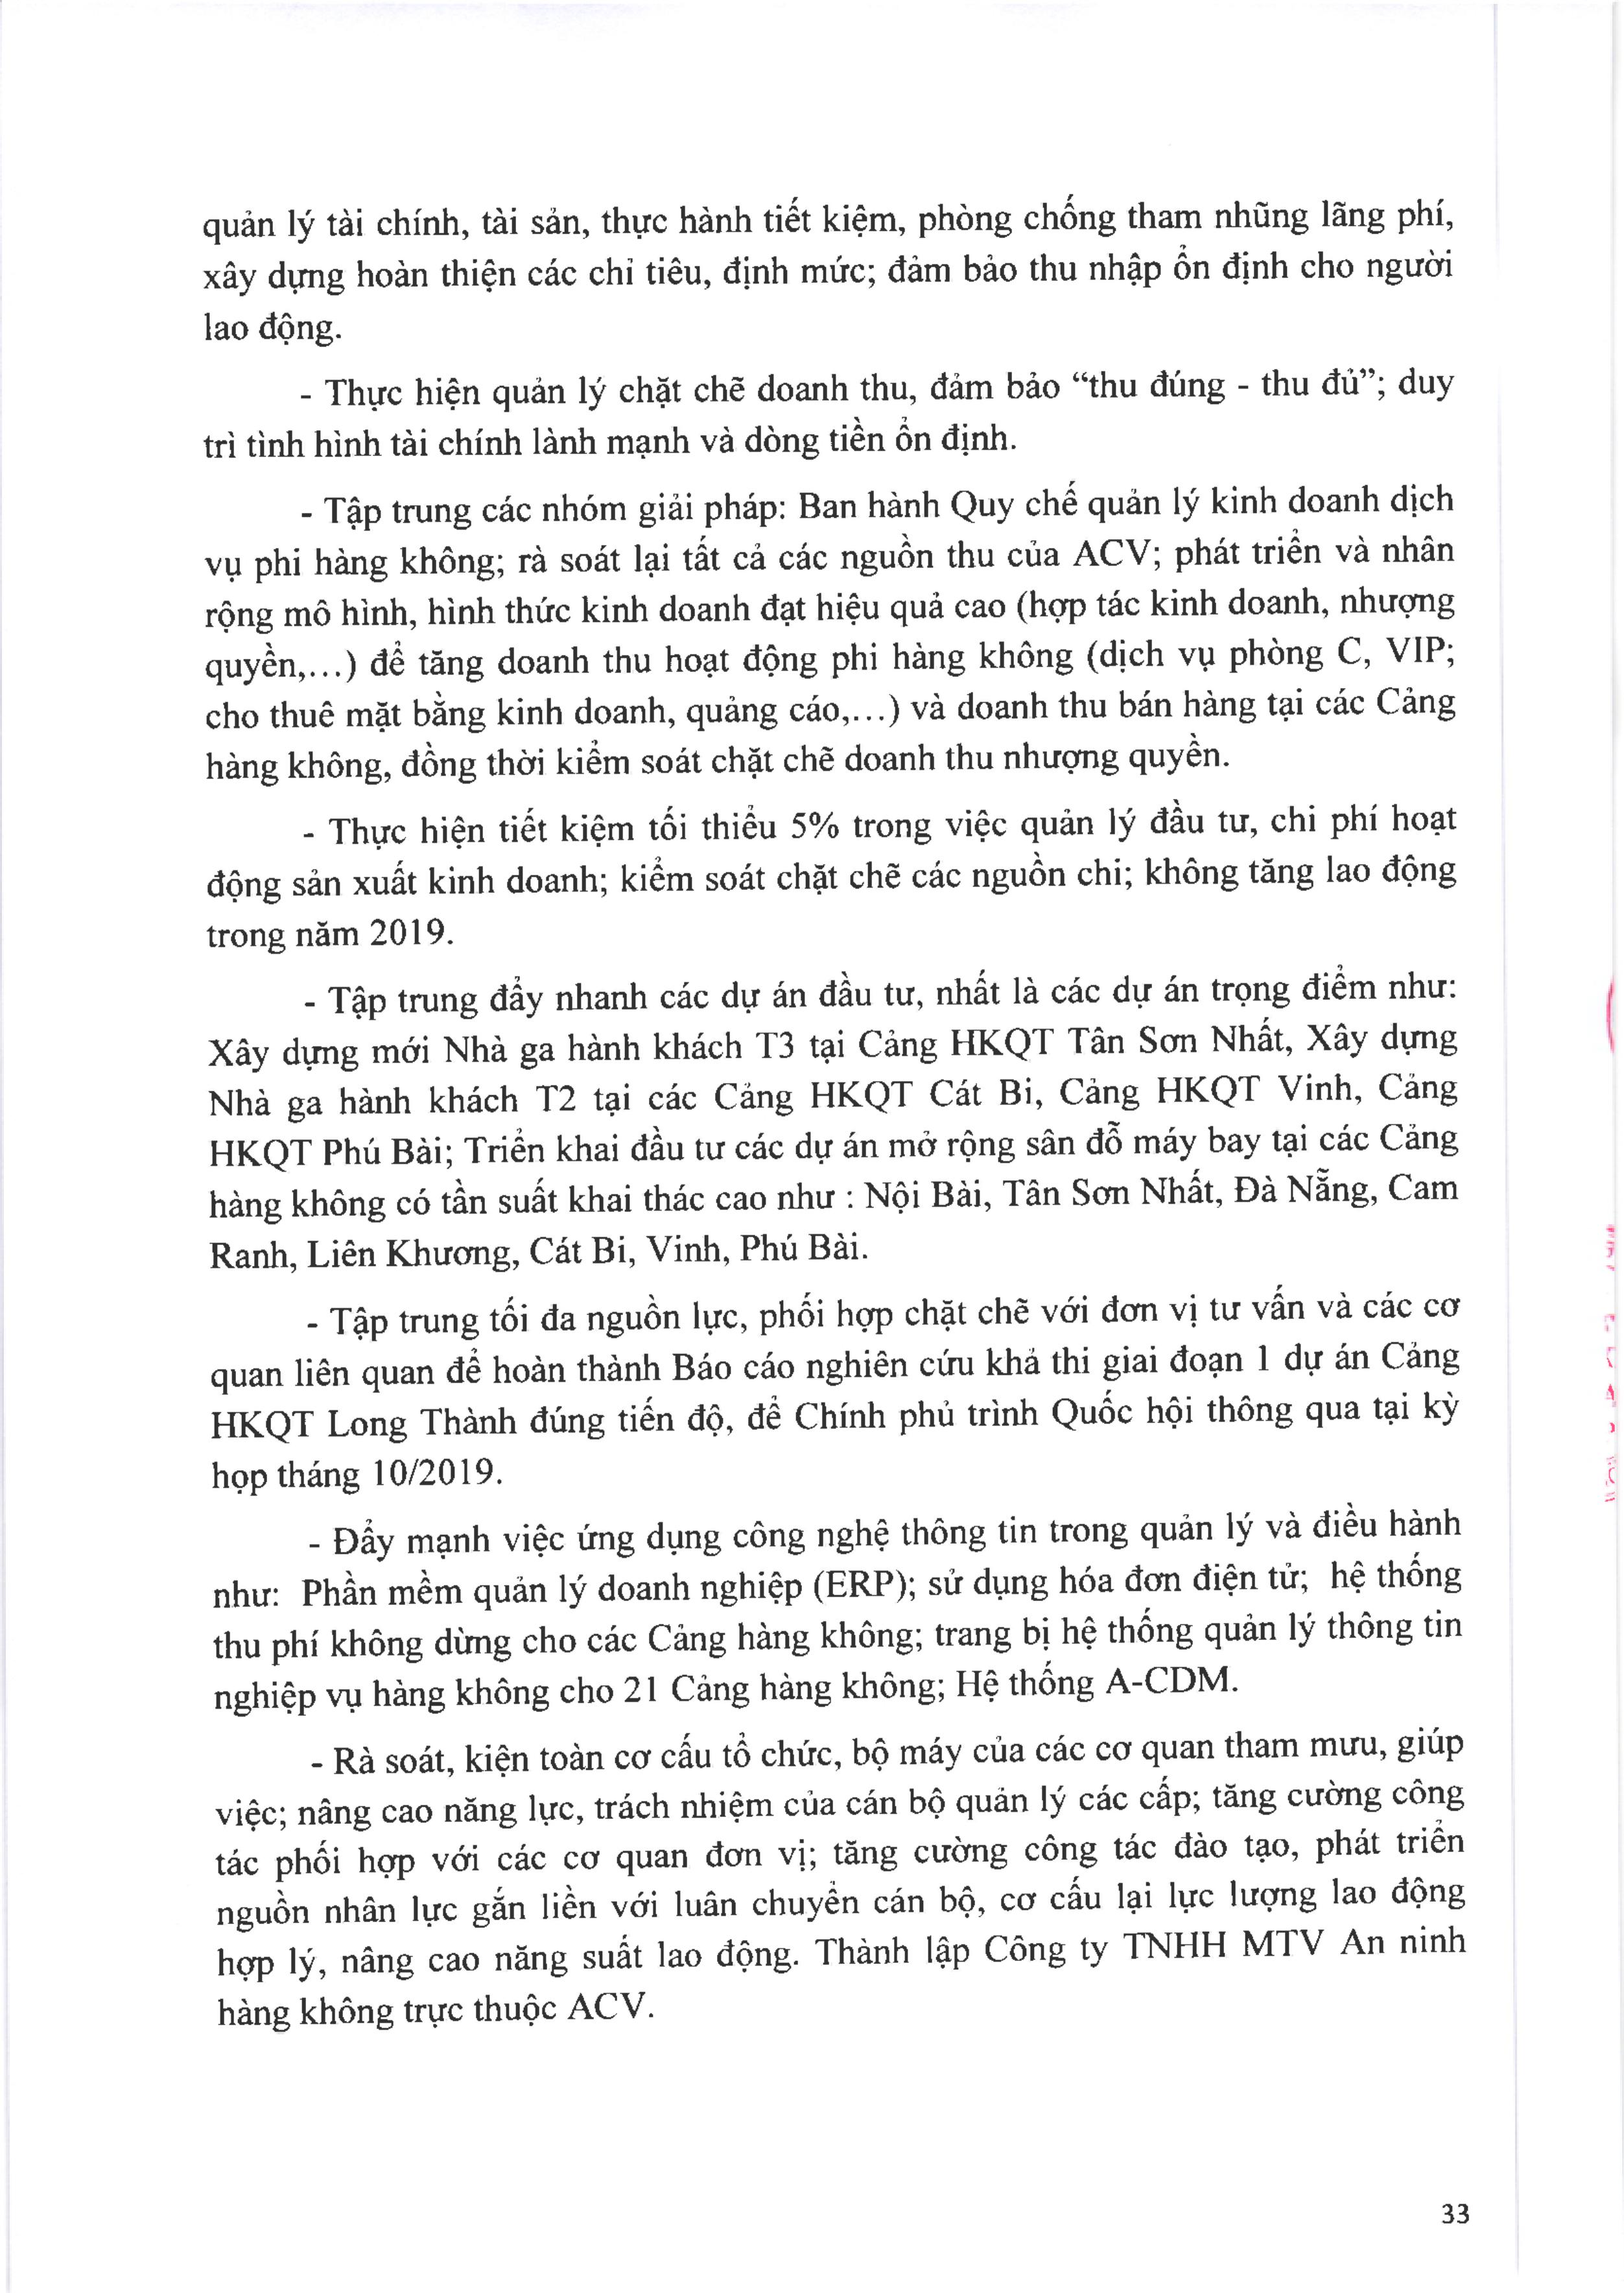 quản lý tài chính, tài sản, thực hành tiết kiệm, phòng chống tham nhũng lãng phí,
xây dựng hoàn thiện các chỉ tiêu, định mức; đảm bảo thu nhập ổn định cho người
lao động.
- Thực hiện quản lý chặt chẽ doanh thu, đảm bảo “thu đúng - thu đủ”; duy
trì tình hình tài chính lành mạnh và dòng tiền ổn định.
- Tập trung các nhóm giải pháp: Ban hành Quy chế quản lý kinh doanh dịch
vụ phi hàng không; rà soát lại tất cả các nguồn thu của ACV; phát triển và nhân
rộng mô hình, hình thức kinh doanh đạt hiệu quả cao (hợp tác kinh doanh, nhượng
quyền,...) để tăng doanh thu hoạt động phi hàng không (dịch vụ phòng C, VIP;
cho thuê mặt bằng kinh doanh, quảng cáo,...) và doanh thu bán hàng tại các Cảng
hàng không, đồng thời kiểm soát chặt chẽ doanh thu nhượng quyền.
- Thực hiện tiết kiệm tối thiểu 5% trong việc quản lý đầu tư, chi phí hoạt
động sản xuất kinh doanh; kiểm soát chặt chẽ các nguồn chi; không tăng lao động
trong năm 2019.
- Tập trung đẩy nhanh các dự án đầu tư, nhất là các dự án trọng điểm như:
Xây dựng mới Nhà ga hành khách T3 tại Cảng HKQT Tân Sơn Nhất, Xây dựng
Nhà ga hành khách T2 tại các Cảng HKQT Cát Bi, Cảng HKQT Vinh, Cảng
HKQT Phú Bài; Triển khai đầu tư các dự án mở rộng sân đỗ máy bay tại các Cảng
hàng không có tần suất khai thác cao như : Nội Bài, Tân Sơn Nhất, Đà Nẵng, Cam
Ranh, Liên Khương, Cát Bi, Vinh, Phú Bài.
- Tập trung tối đa nguồn lực, phối hợp chặt chẽ với đơn vị tư vấn và các cơ
quan liên quan để hoàn thành Báo cáo nghiên cứu khả thi giai đoạn 1 dự án Cảng
HKQT Long Thành đúng tiến độ, để Chính phủ trình Quốc hội thông qua tại kỳ
họp tháng 10/2019.
- Đẩy mạnh việc ứng dụng công nghệ thông tin trong quản lý và điều hành
như: Phần mềm quản lý doanh nghiệp (ERP); sử dụng hóa đơn điện tử; hệ thống
thu phí không dừng cho các Cảng hàng không; trang bị hệ thống quản lý thông tin
nghiệp vụ hàng không cho 21 Cảng hàng không; Hệ thống A-CDM.
- Rà soát, kiện toàn cơ cấu tổ chức, bộ máy của các cơ quan tham mưu, giúp
việc; nâng cao năng lực, trách nhiệm của cán bộ quản lý các cấp; tăng cường công
tác phối hợp với các cơ quan đơn vị; tăng cường công tác đào tạo, phát triển
nguồn nhân lực gắn liền với luân chuyển cán bộ, cơ cấu lại lực lượng lao động
hợp lý, nâng cao năng suất lao động. Thành lập Công ty TNHH MTV An ninh
hàng không trực thuộc ACV.
33